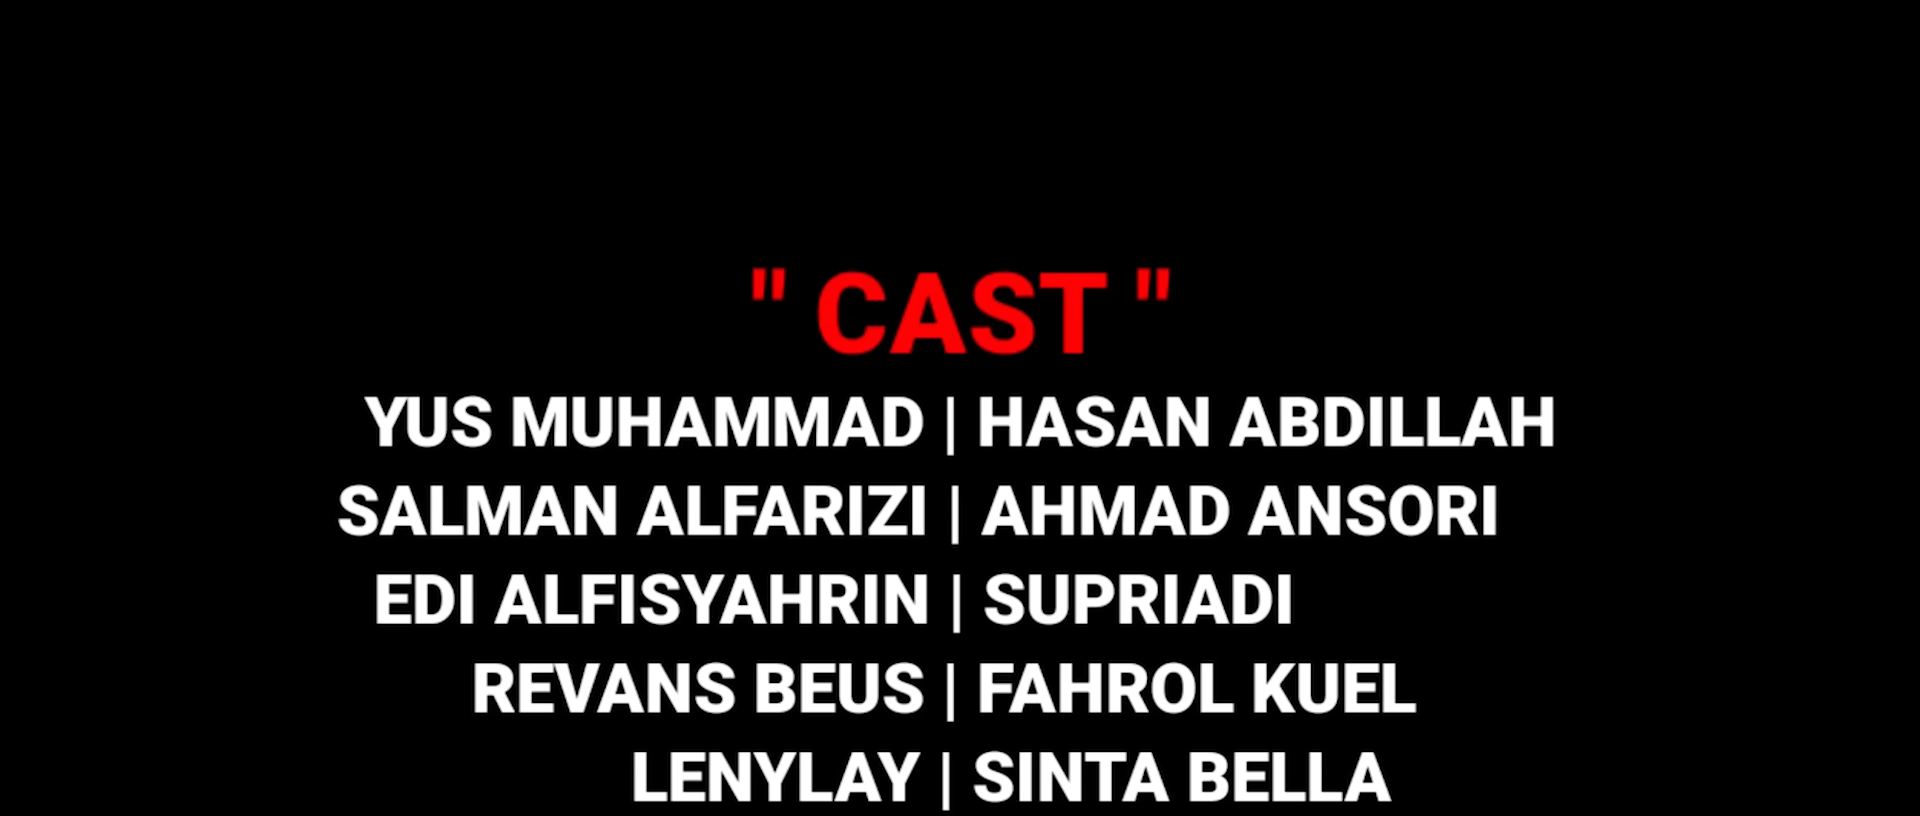 " CAST "
YUS MUHAMMAD | HASAN ABDILLAH
SALMAN ALFARIZI | AHMAD ANSORI
EDI ALFISYAHRIN | SUPRIADI
REVANS BEUS | FAHROL KUEL
LENYLAY | SINTA BELLA